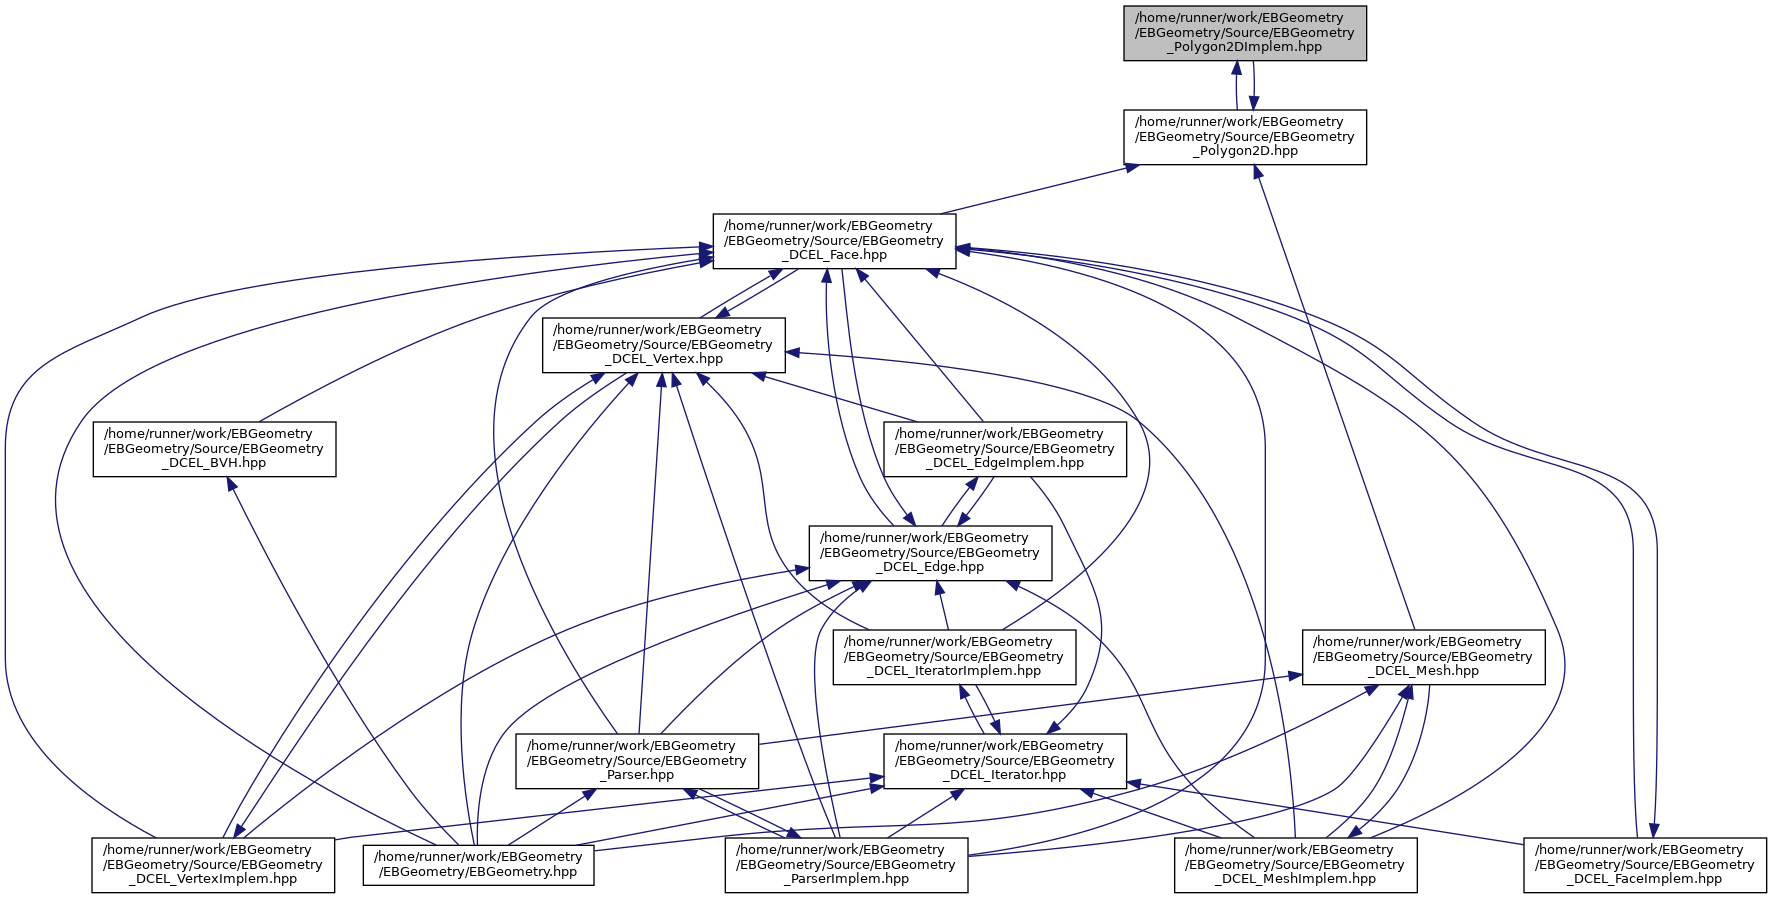 /home/runner/work/EBGeometry
/EBGeometry/Source/EBGeometry
_Polygon2DImplem.hpp
/home/runner/work/EBGeometry
/EBGeometry/Source/EBGeometry
_Polygon2D.hpp
/home/runner/work/EBGeometry
/EBGeometry/Source/EBGeometry
_DCEL_Face.hpp
/home/runner/work/EBGeometry
/EBGeometry/Source/EBGeometry
_DCEL_Vertex.hpp
/home/runner/work/EBGeometry
/EBGeometry/Source/EBGeometry
_DCEL_BVH.hpp
/home/runner/work/EBGeometry
/EBGeometry/Source/EBGeometry
_DCEL_EdgeImplem.hpp
/home/runner/work/EBGeometry
/EBGeometry/Source/EBGeometry
_DCEL_Edge.hpp
/home/runner/work/EBGeometry
/EBGeometry/Source/EBGeometry
_DCEL_IteratorImplem.hpp
/home/runner/work/EBGeometry
/EBGeometry/Source/EBGeometry
_DCEL_Mesh.hpp
/home/runner/work/EBGeometry
/EBGeometry/Source/EBGeometry
_Parser.hpp
/home/runner/work/EBGeometry
/EBGeometry/Source/EBGeometry
_DCEL_Iterator.hpp
/home/runner/work/EBGeometry
/EBGeometry/Source/EBGeometry
_DCEL_VertexImplem.hpp
/home/runner/work/EBGeometry
/EBGeometry/EBGeometry.hpp
/home/runner/work/EBGeometry
/EBGeometry/Source/EBGeometry
_ParserImplem.hpp
/home/runner/work/EBGeometry
/EBGeometry/Source/EBGeometry
_DCEL_MeshImplem.hpp
/home/runner/work/EBGeometry
/EBGeometry/Source/EBGeometry
_DCEL_FaceImplem.hpp